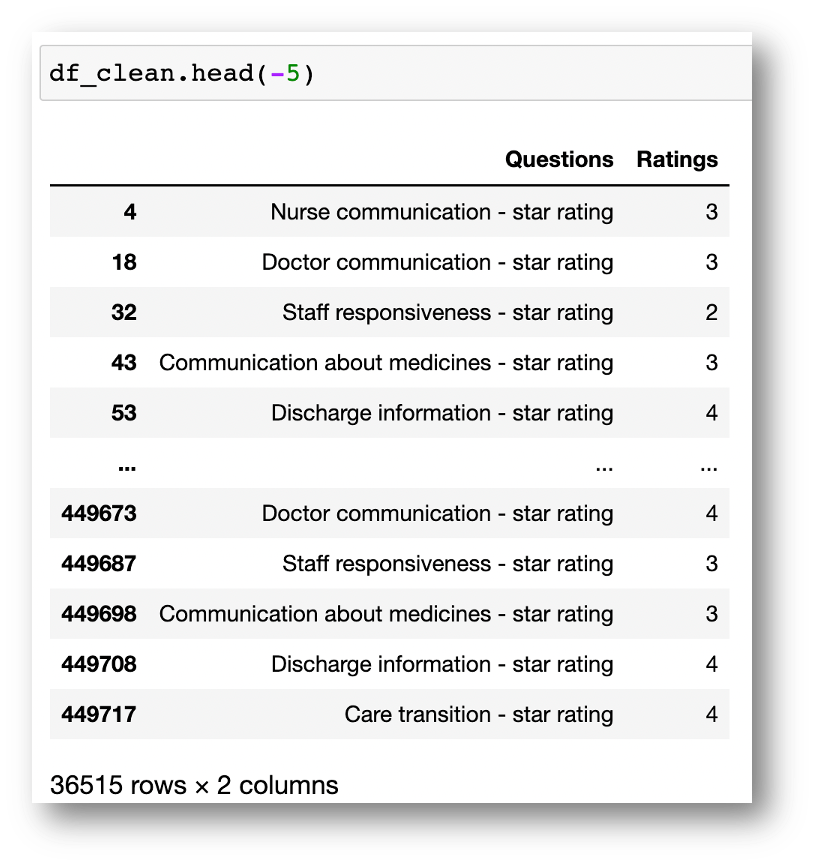 df_clean.head(-5)
Questions Ratings
4 Nurse communication - star rating 3
18 Doctor communication - star rating 3
32 Staff responsiveness - star rating 2
43 Communication about medicines - star rating 3
53 Discharge information - star rating 4
... ... ...
449673 Doctor communication - star rating 4
449687 Staff responsiveness - star rating 3
449698 Communication about medicines - star rating 3
449708 Discharge information - star rating 4
449717 Care transition - star rating 4
36515 rows × 2 columns